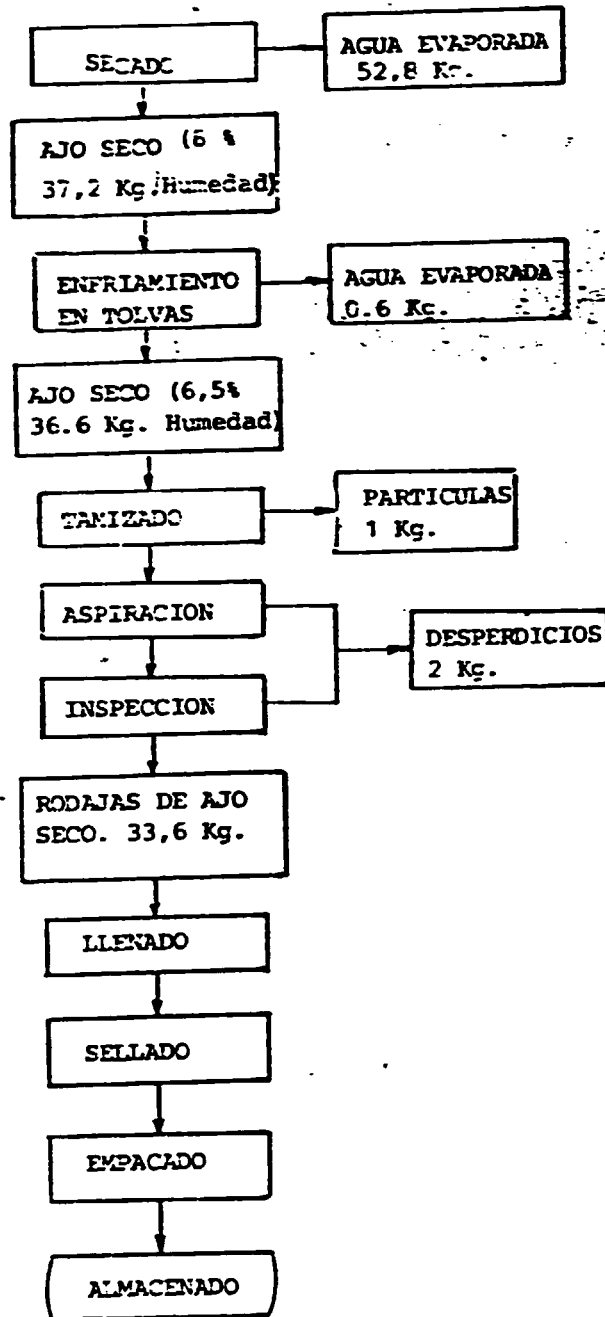 SECADO
AGUA EVAPORADA
52,8 Kg.
AJO SECO (6 %
37,2 Kg. Humedad)
ENFRIAMIENTO
EN TOLVAS
AGUA EVAPORADA
0.6 Kg.
AJO SECO (6,5%
36.6 Kg. Humedad)
TAMIZADO
PARTICULAS
1 Kg.
ASPIRACION
DESPERDICIOS
2 Kg.
INSPECCION
RODAJAS DE AJO
SECO. 33,6 Kg.
LLENADO
SELLADO
EMPACADO
ALMACENADO